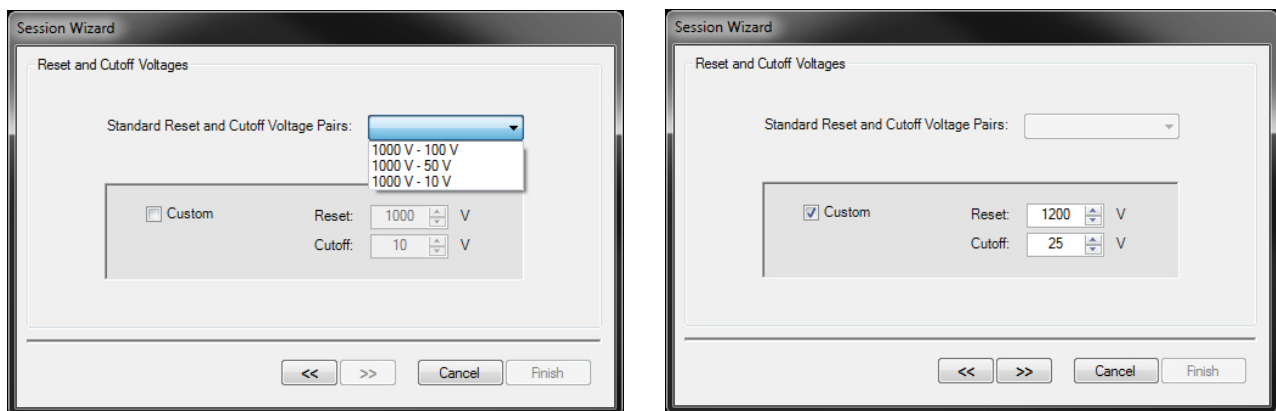 Session Wizard
Reset and Cutoff Voltages
Standard Reset and Cutoff Voltage Pairs:
1000 V - 100 V
1000 V - 50 V
1000 V - 10 V
Custom Reset: 1000 V
Cutoff: 10 V
<< >> Cancel Finish
Session Wizard
Reset and Cutoff Voltages
Standard Reset and Cutoff Voltage Pairs:
Custom Reset: 1200 V
Cutoff: 25 V
<< >> Cancel Finish